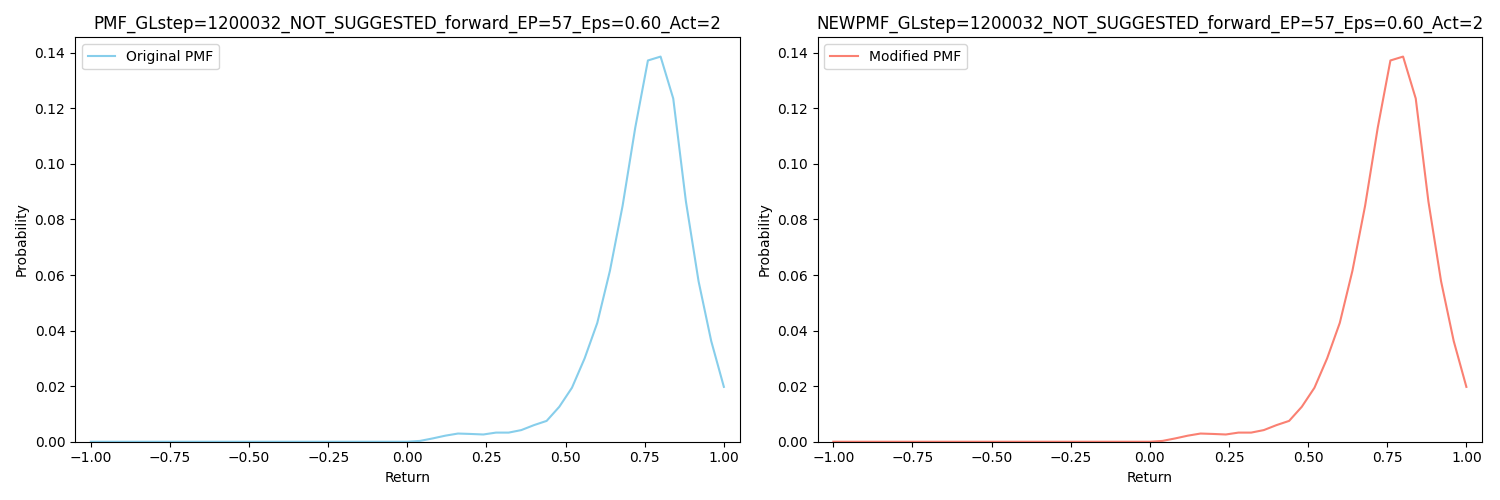 PMF_GLstep=1200032_NOT_SUGGESTED_forward_EP=57_Eps=0.60_Act=2
Original PMF
Probability
0.14
0.12
0.10
0.08
0.06
0.04
0.02
0.00
−1.00 −0.75 −0.50 −0.25 0.00 0.25 0.50 0.75 1.00
Return
NEWPMF_GLstep=1200032_NOT_SUGGESTED_forward_EP=57_Eps=0.60_Act=2
Modified PMF
Probability
0.14
0.12
0.10
0.08
0.06
0.04
0.02
0.00
−1.00 −0.75 −0.50 −0.25 0.00 0.25 0.50 0.75 1.00
Return